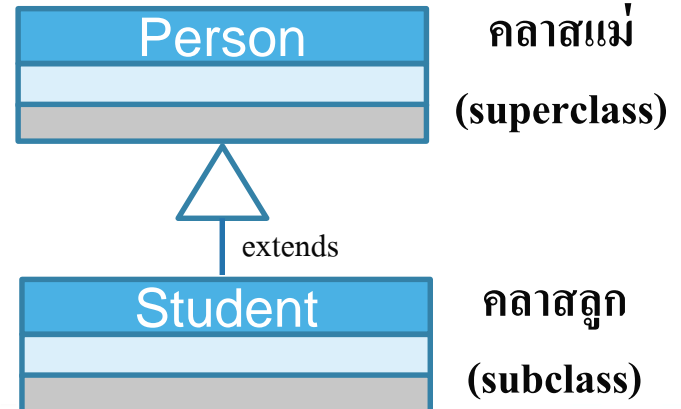 Person
คลาสแม่
(superclass)
extends
Student
คลาสลูก
(subclass)